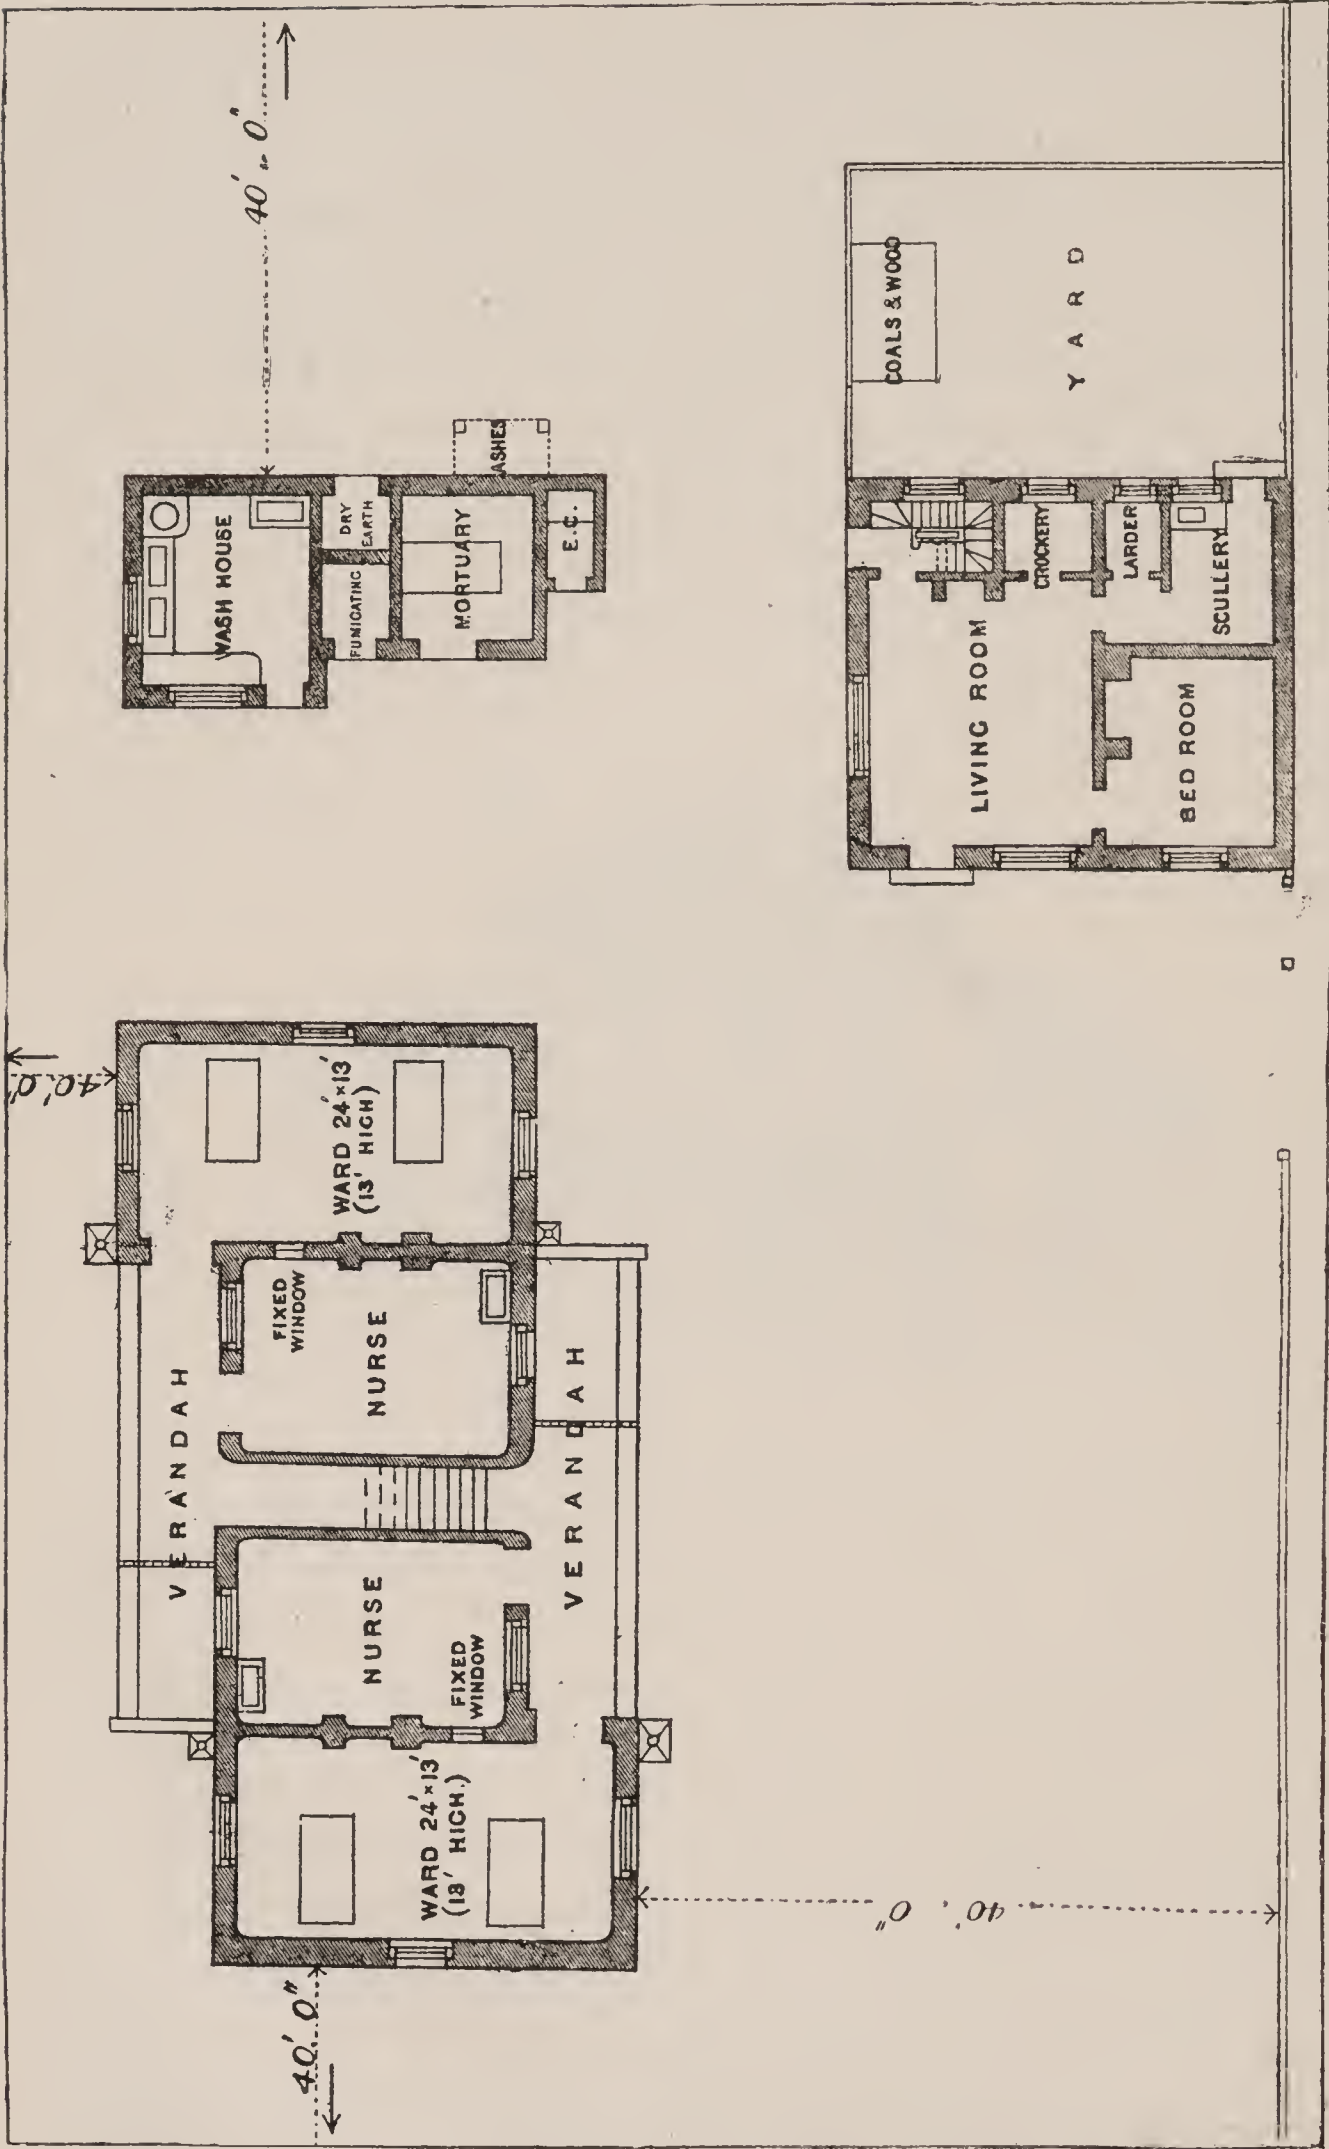 40' 0"
WASH HOUSE
DRY
EARTH
FUMIGATING
MORTUARY
ASHES
E.C.
COALS & WOOD
YARD
CROCKERY
LARDER
SCULLERY
LIVING ROOM
BED ROOM
40' 0"
WARD 24' × 13'
(13' HIGH)
FIXED
WINDOW
NURSE
VERANDAH
VERANDAH
NURSE
FIXED
WINDOW
WARD 24' × 13'
(13' HIGH.)
40' 0"
40' 0"